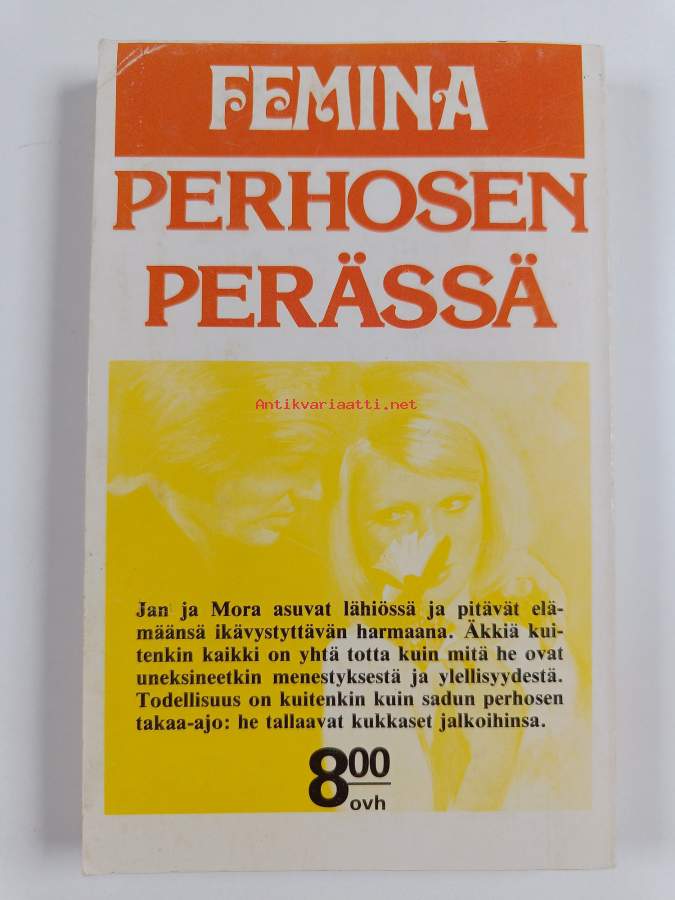 FEMINA
PERHOSEN
PERÄSSÄ
Antikvariaatti.net
Jan ja Mora asuvat lähiössä ja pitävät elä-
määnsä ikävystyttävän harmaana. Äkkiä kui-
tenkin kaikki on yhtä totta kuin mitä he ovat
uneksineetkin menestyksestä ja ylellisyydestä.
Todellisuus on kuitenkin kuin sadun perhosen
takaa-ajo: he tallaavat kukkaset jalkoihinsa.
800
ovh